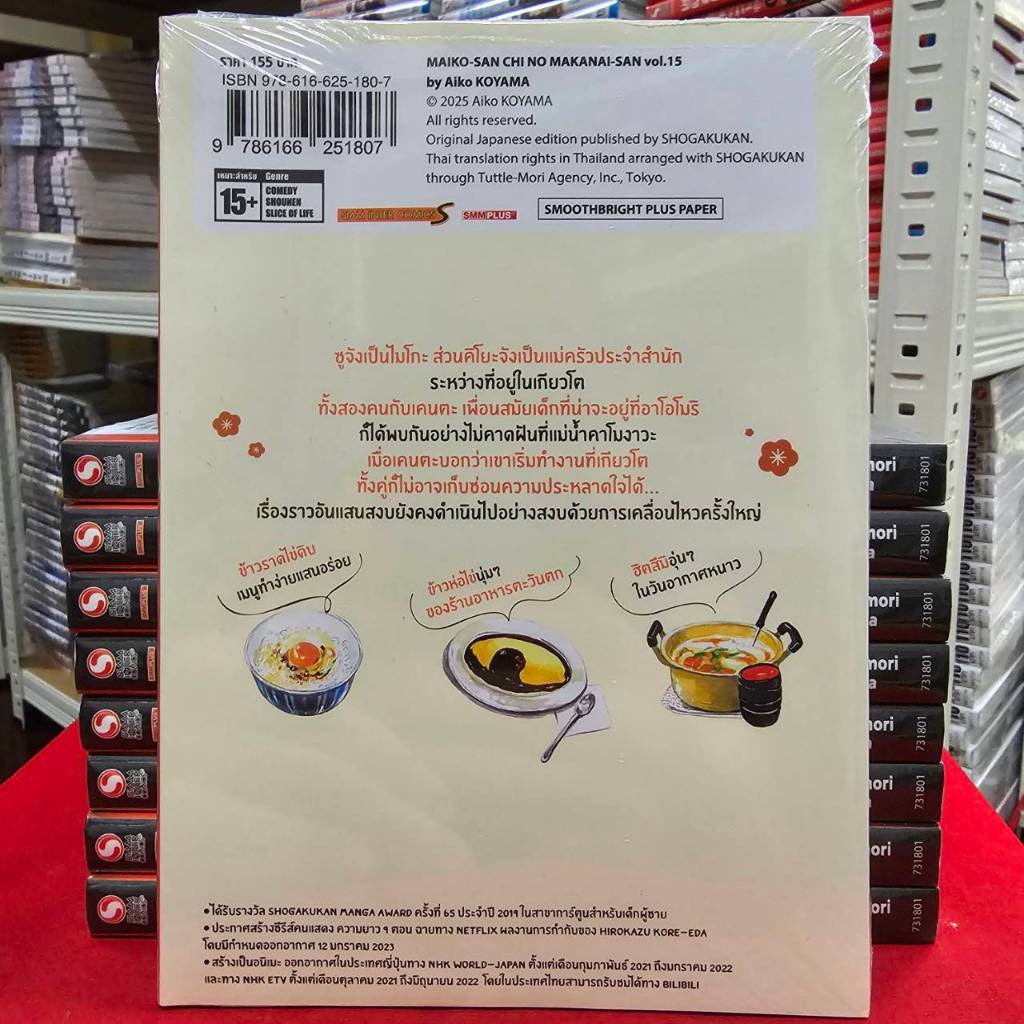 ราคา 155 บาท
ISBN 978-616-625-180-7
9 786166 251807
เหมาะสำหรับ
15+
Genre
COMEDY
SHOUNEN
SLICE OF LIFE
MAIKO-SAN CHI NO MAKANAI-SAN vol.15
by Aiko KOYAMA
© 2025 Aiko KOYAMA
All rights reserved.
Original Japanese edition published by SHOGAKUKAN.
Thai translation rights in Thailand arranged with SHOGAKUKAN
through Tuttle-Mori Agency, Inc., Tokyo.
SIAM INTER COMICS
SMM PLUS
SMOOTHBRIGHT PLUS PAPER
ซูจังเป็นไมโกะ ส่วนคิโยะจังเป็นแม่ครัวประจำสำนัก
ระหว่างที่อยู่ในเกียวโต
ทั้งสองคนกับเคนตะ เพื่อนสมัยเด็กที่น่าจะอยู่ที่อาโอโมริ
ก็ได้พบกันอย่างไม่คาดฝันที่แม่น้ำคาโมงาวะ
เมื่อเคนตะบอกว่าเขาเริ่มทำงานที่เกียวโต
ทั้งคู่ก็ไม่อาจเก็บซ่อนความประหลาดใจได้...
เรื่องราวอันแสนสงบยังคงดำเนินไปอย่างสงบด้วยการเคลื่อนไหวครั้งใหญ่
ข้าวราดไข่ดิบ
เมนูทำง่ายแสนอร่อย
ข้าวห่อไข่นุ่มๆ
ของร้านอาหารตะวันตก
ฮิตสึมิอุ่นๆ
ในวันอากาศหนาว
• ได้รับรางวัล SHOGAKUKAN MANGA AWARD ครั้งที่ 65 ประจำปี 2019 ในสาขาการ์ตูนสำหรับเด็กผู้ชาย
• ประกาศสร้างซีรีส์คนแสดง ความยาว 9 ตอน ฉายทาง NETFLIX ผลงานการกำกับของ HIROKAZU KORE-EDA
โดยมีกำหนดออกอากาศ 12 มกราคม 2023
• สร้างเป็นอนิเมะ ออกอากาศในประเทศญี่ปุ่นทาง NHK WORLD-JAPAN ตั้งแต่เดือนกุมภาพันธ์ 2021 ถึงมกราคม 2022
และทาง NHK ETV ตั้งแต่เดือนตุลาคม 2021 ถึงมิถุนายน 2022 โดยในประเทศไทยสามารถรับชมได้ทาง BILIBILI
mori
731801
731801
mori
731801
mori
731801
mori
731801
mori
731801
ori
731801
ori
731801